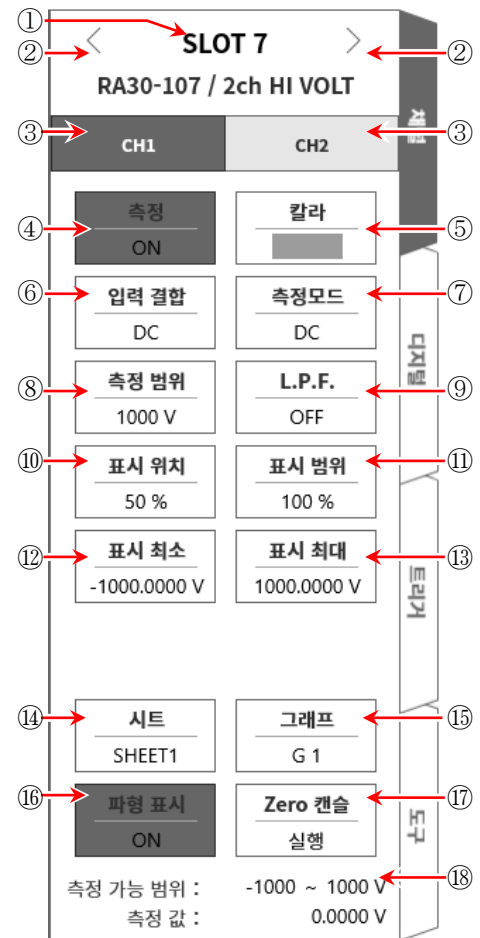 ① SLOT 7
② < > ②
RA30-107 / 2ch HI VOLT
③ CH1 CH2 ③
채널
④ 측정 칼라 ⑤
ON
⑥ 입력 결합 측정모드 ⑦
DC DC
디지털
⑧ 측정 범위 L.P.F. ⑨
1000 V OFF
⑩ 표시 위치 표시 범위 ⑪
50 % 100 %
⑫ 표시 최소 표시 최대 ⑬
-1000.0000 V 1000.0000 V
트리거
⑭ 시트 그래프 ⑮
SHEET1 G 1
⑯ 파형 표시 Zero 캔슬 ⑰
ON 실행
도구
측정 가능 범위 : -1000 ~ 1000 V ⑱
측정 값 : 0.0000 V